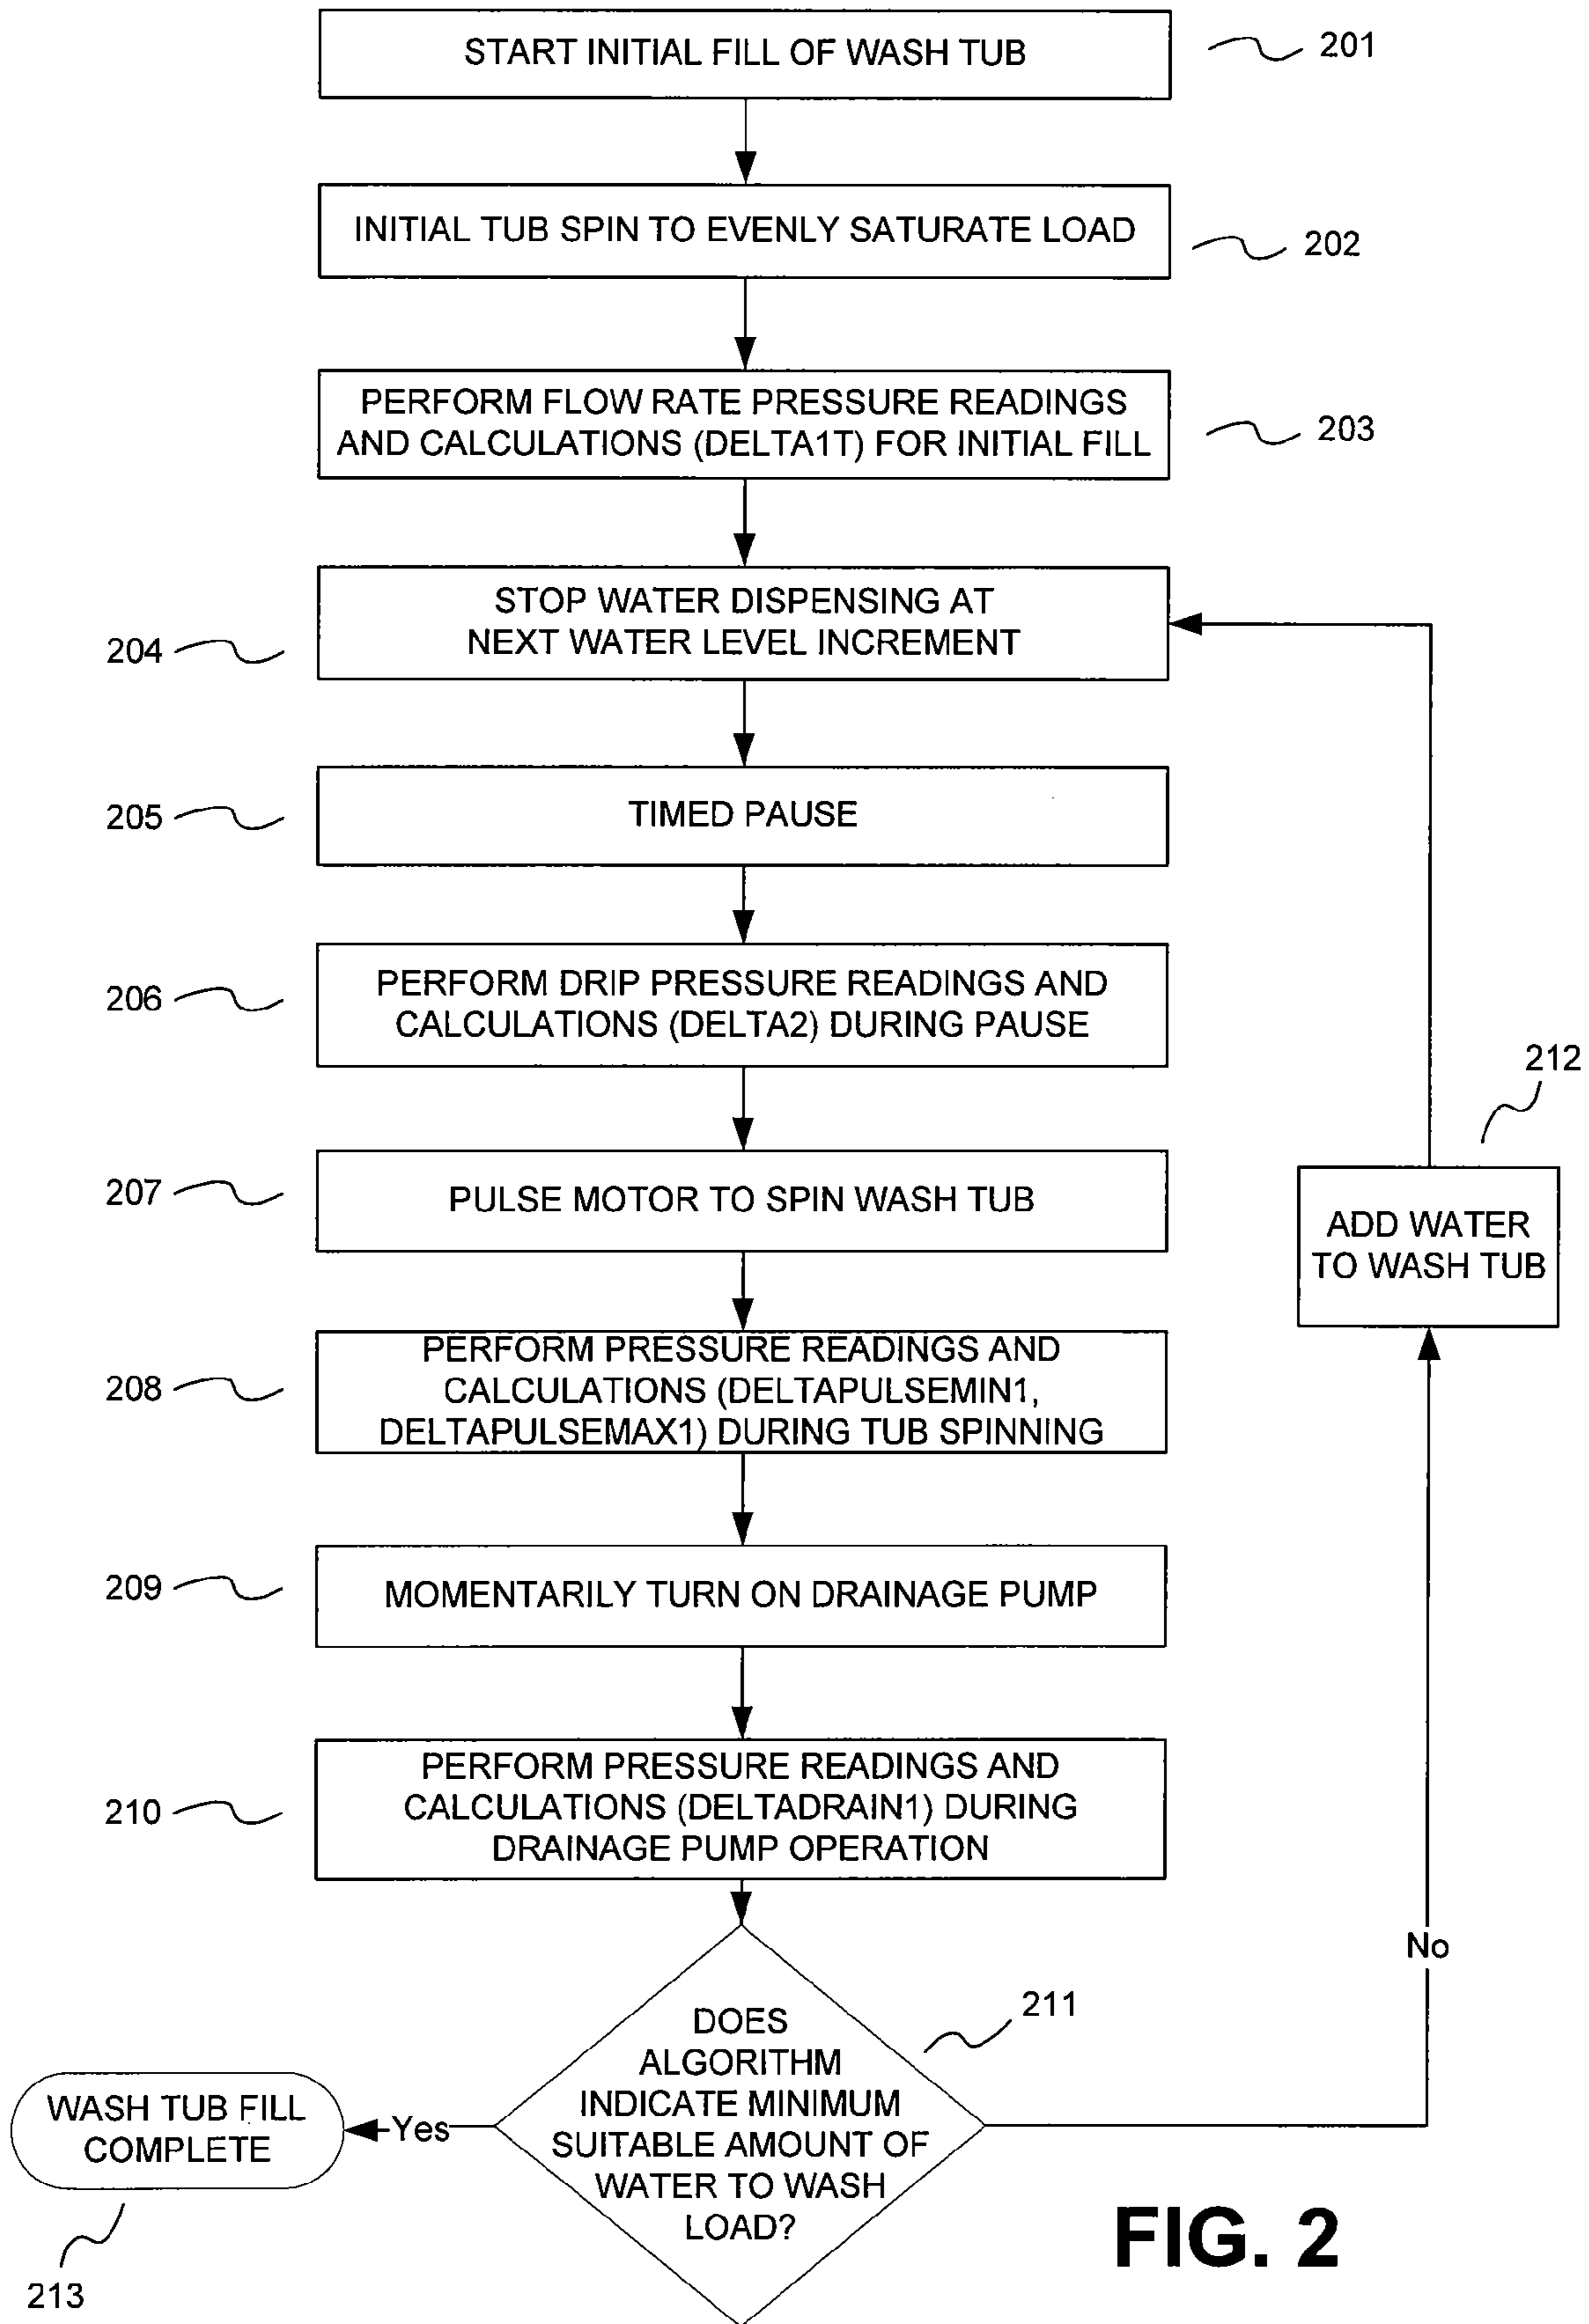 START INITIAL FILL OF WASH TUB
201
INITIAL TUB SPIN TO EVENLY SATURATE LOAD
202
PERFORM FLOW RATE PRESSURE READINGS
AND CALCULATIONS (DELTA1T) FOR INITIAL FILL
203
STOP WATER DISPENSING AT
NEXT WATER LEVEL INCREMENT
204
TIMED PAUSE
205
PERFORM DRIP PRESSURE READINGS AND
CALCULATIONS (DELTA2) DURING PAUSE
206
PULSE MOTOR TO SPIN WASH TUB
207
212
ADD WATER
TO WASH TUB
PERFORM PRESSURE READINGS AND
CALCULATIONS (DELTAPULSEMIN1,
DELTAPULSEMAX1) DURING TUB SPINNING
208
MOMENTARILY TURN ON DRAINAGE PUMP
209
PERFORM PRESSURE READINGS AND
CALCULATIONS (DELTADRAIN1) DURING
DRAINAGE PUMP OPERATION
210
No
211
DOES
ALGORITHM
INDICATE MINIMUM
SUITABLE AMOUNT OF
WATER TO WASH
LOAD?
Yes
WASH TUB FILL
COMPLETE
213
FIG. 2